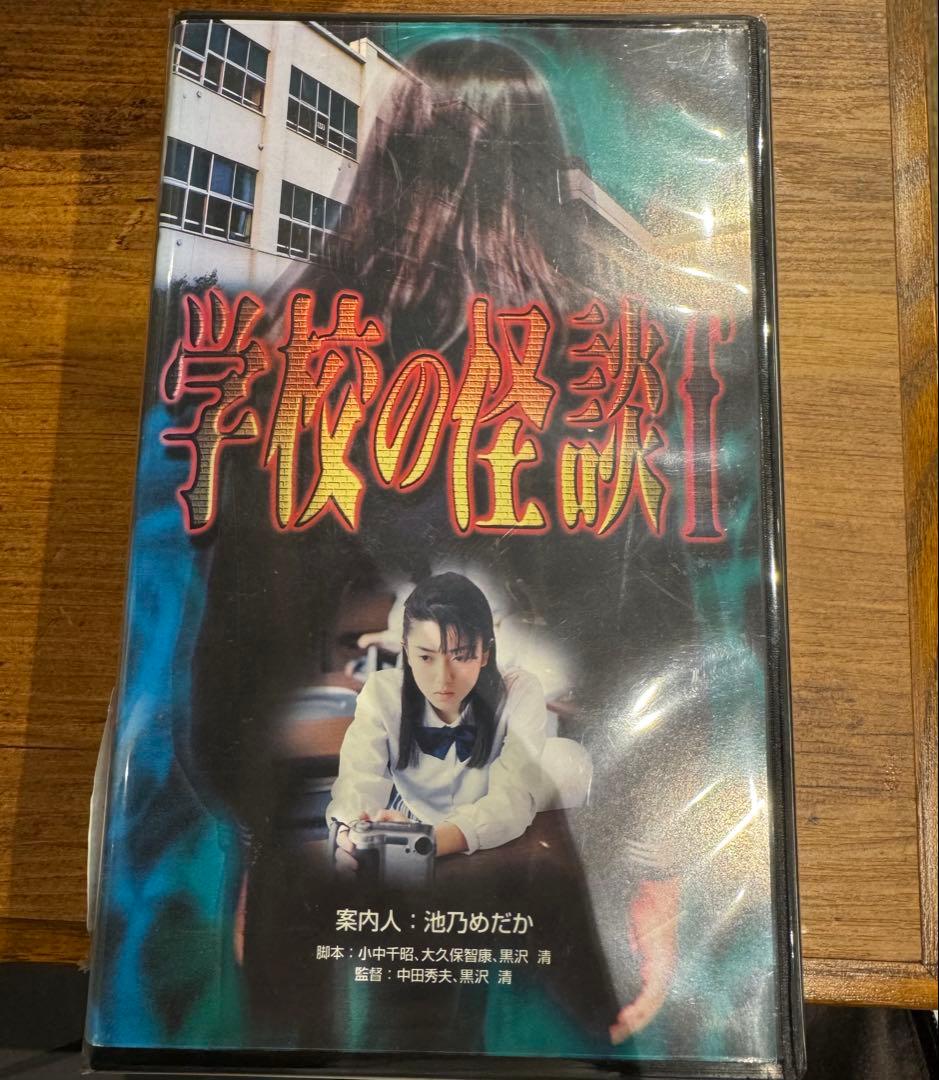 学校の怪談 I
案内人：池乃めだか
脚本：小中千昭、大久保智康、黒沢 清
監督：中田秀夫、黒沢 清